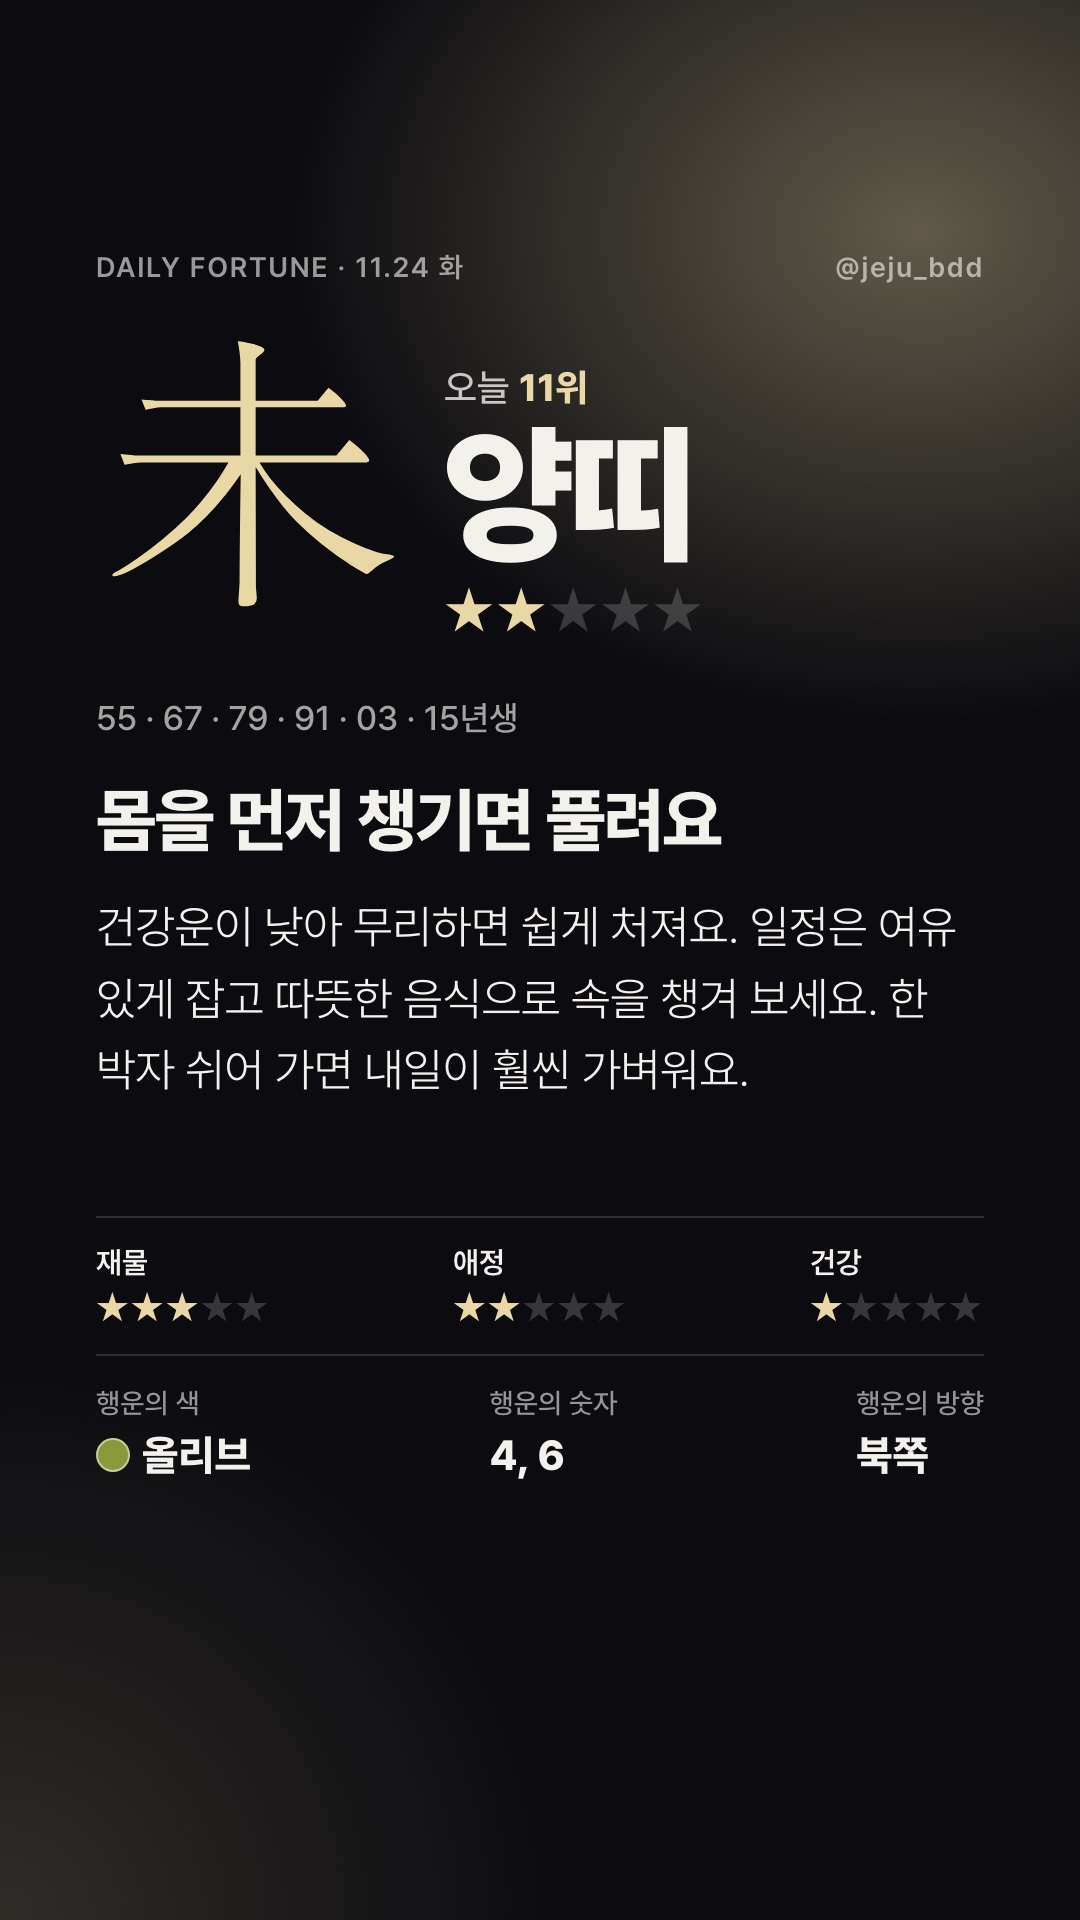 DAILY FORTUNE · 11.24 화
@jeju_bdd
未
오늘 11위
양띠
★★★★★
55 · 67 · 79 · 91 · 03 · 15년생
몸을 먼저 챙기면 풀려요
건강운이 낮아 무리하면 쉽게 처져요. 일정은 여유
있게 잡고 따뜻한 음식으로 속을 챙겨 보세요. 한
박자 쉬어 가면 내일이 훨씬 가벼워요.
재물
★★★★★
애정
★★★★★
건강
★★★★★
행운의 색
올리브
행운의 숫자
4, 6
행운의 방향
북쪽